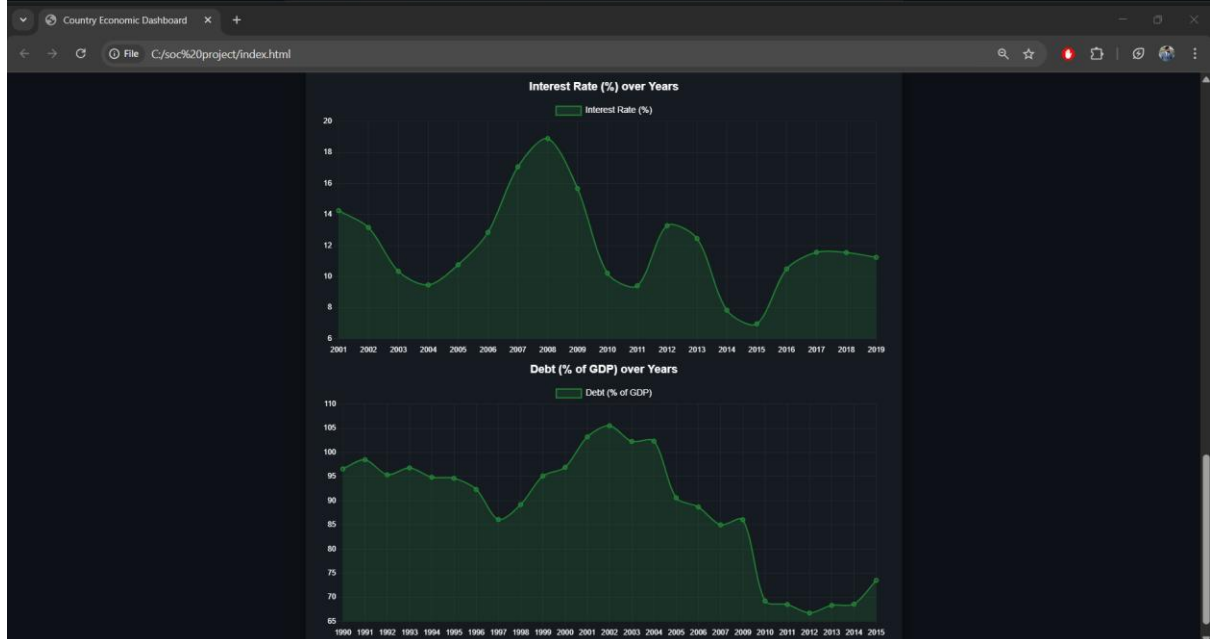 Country Economic Dashboard
File C:/soc%20project/index.html
Interest Rate (%) over Years
Interest Rate (%)
20
18
16
14
12
10
8
6
2001 2002 2003 2004 2005 2006 2007 2008 2009 2010 2011 2012 2013 2014 2015 2016 2017 2018 2019
Debt (% of GDP) over Years
Debt (% of GDP)
110
105
100
95
90
85
80
75
70
65
1990 1991 1992 1993 1994 1995 1996 1997 1998 1999 2000 2001 2002 2003 2004 2005 2006 2007 2009 2010 2011 2012 2013 2014 2015